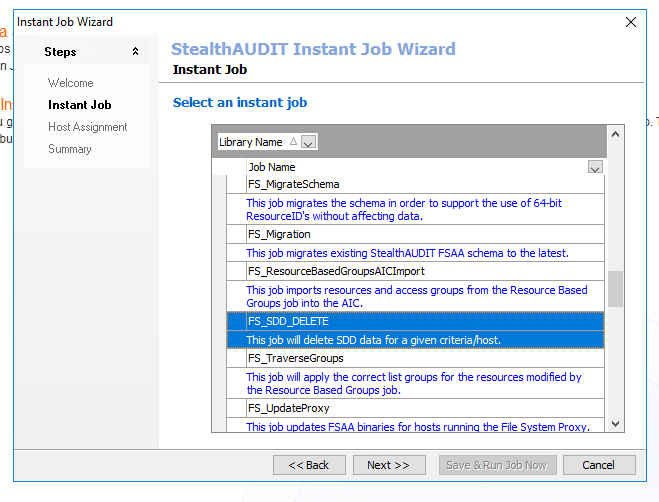 Instant Job Wizard
Steps
Welcome
Instant Job
Host Assignment
Summary
StealthAUDIT Instant Job Wizard
Instant Job
Select an instant job
Library Name
Job Name
FS_MigrateSchema
This job migrates the schema in order to support the use of 64-bit
ResourceID's without affecting data.
FS_Migration
This job migrates existing StealthAUDIT FSAA schema to the latest.
FS_ResourceBasedGroupsAICImport
This job imports resources and access groups from the Resource Based
Groups job into the AIC.
FS_SDD_DELETE
This job will delete SDD data for a given criteria/host.
FS_TraverseGroups
This job will apply the correct list groups for the resources modified by
the Resource Based Groups job.
FS_UpdateProxy
This job updates FSAA binaries for hosts running the File System Proxy.
<< Back
Next >>
Save & Run Job Now
Cancel